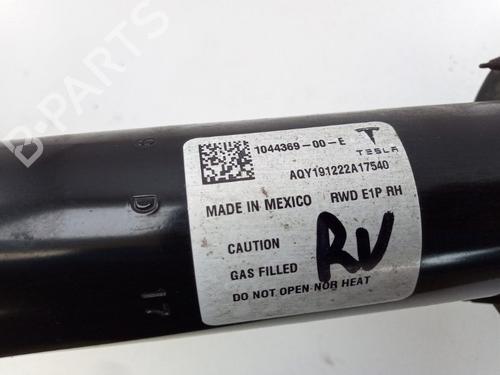 1044369-00-E
TESLA
AQY191222A17540
MADE IN MEXICO RWD E1P RH
CAUTION
GAS FILLED
RV
DO NOT OPEN NOR HEAT
B-PARTS